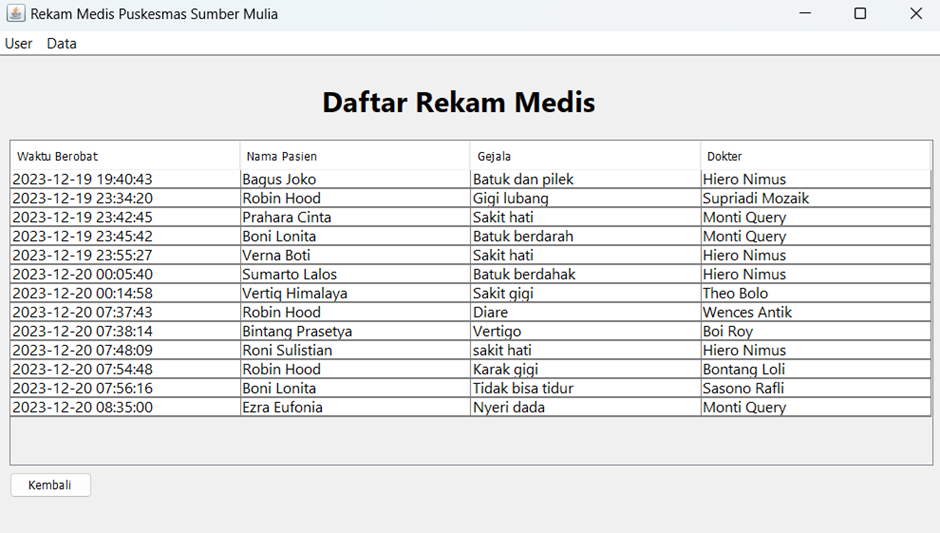 Rekam Medis Puskesmas Sumber Mulia
User Data
Daftar Rekam Medis
Waktu Berobat Nama Pasien Gejala Dokter
2023-12-19 19:40:43 Bagus Joko Batuk dan pilek Hiero Nimus
2023-12-19 23:34:20 Robin Hood Gigi lubang Supriadi Mozaik
2023-12-19 23:42:45 Prahara Cinta Sakit hati Monti Query
2023-12-19 23:45:42 Boni Lonita Batuk berdarah Monti Query
2023-12-19 23:55:27 Verna Boti Sakit hati Hiero Nimus
2023-12-20 00:05:40 Sumarto Lalos Batuk berdahak Hiero Nimus
2023-12-20 00:14:58 Vertiq Himalaya Sakit gigi Theo Bolo
2023-12-20 07:37:43 Robin Hood Diare Wences Antik
2023-12-20 07:38:14 Bintang Prasetya Vertigo Boi Roy
2023-12-20 07:48:09 Roni Sulistian sakit hati Hiero Nimus
2023-12-20 07:54:48 Robin Hood Karak gigi Bontang Loli
2023-12-20 07:56:16 Boni Lonita Tidak bisa tidur Sasono Rafli
2023-12-20 08:35:00 Ezra Eufonia Nyeri dada Monti Query
Kembali